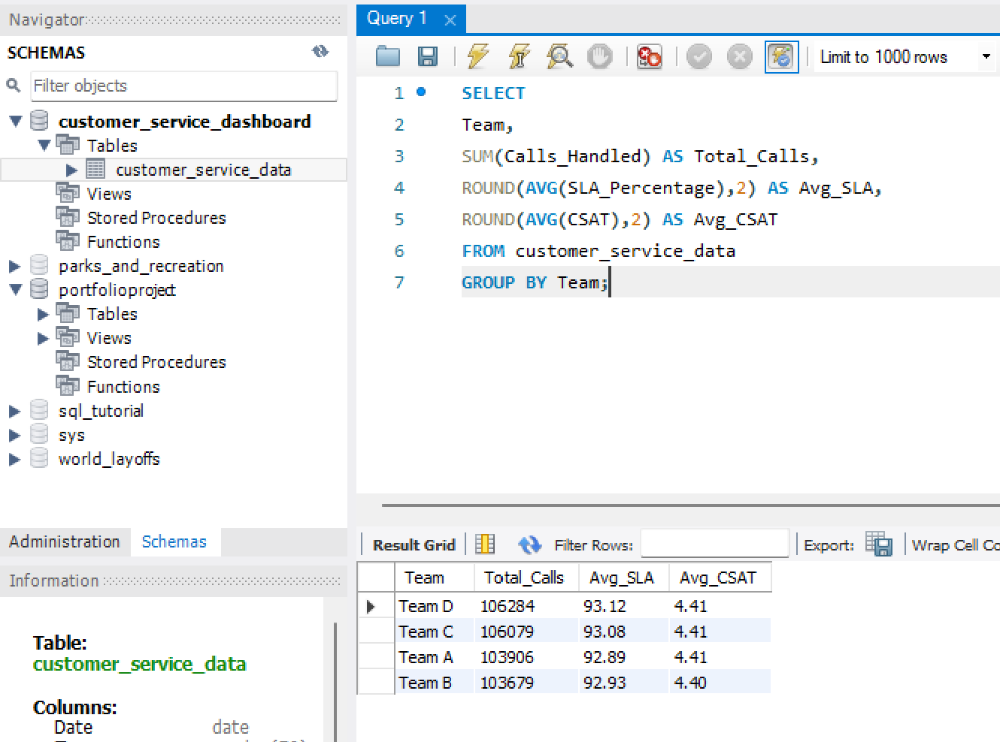 Navigator
SCHEMAS
Filter objects
customer_service_dashboard
Tables
customer_service_data
Views
Stored Procedures
Functions
parks_and_recreation
portfolioproject
Tables
Views
Stored Procedures
Functions
sql_tutorial
sys
world_layoffs
Administration Schemas
Information
Table:
customer_service_data
Columns:
Date date
Query 1
Limit to 1000 rows
1 SELECT
2 Team,
3 SUM(Calls_Handled) AS Total_Calls,
4 ROUND(AVG(SLA_Percentage),2) AS Avg_SLA,
5 ROUND(AVG(CSAT),2) AS Avg_CSAT
6 FROM customer_service_data
7 GROUP BY Team;
Result Grid Filter Rows: Export: Wrap Cell Co
Team Total_Calls Avg_SLA Avg_CSAT
Team D 106284 93.12 4.41
Team C 106079 93.08 4.41
Team A 103906 92.89 4.41
Team B 103679 92.93 4.40